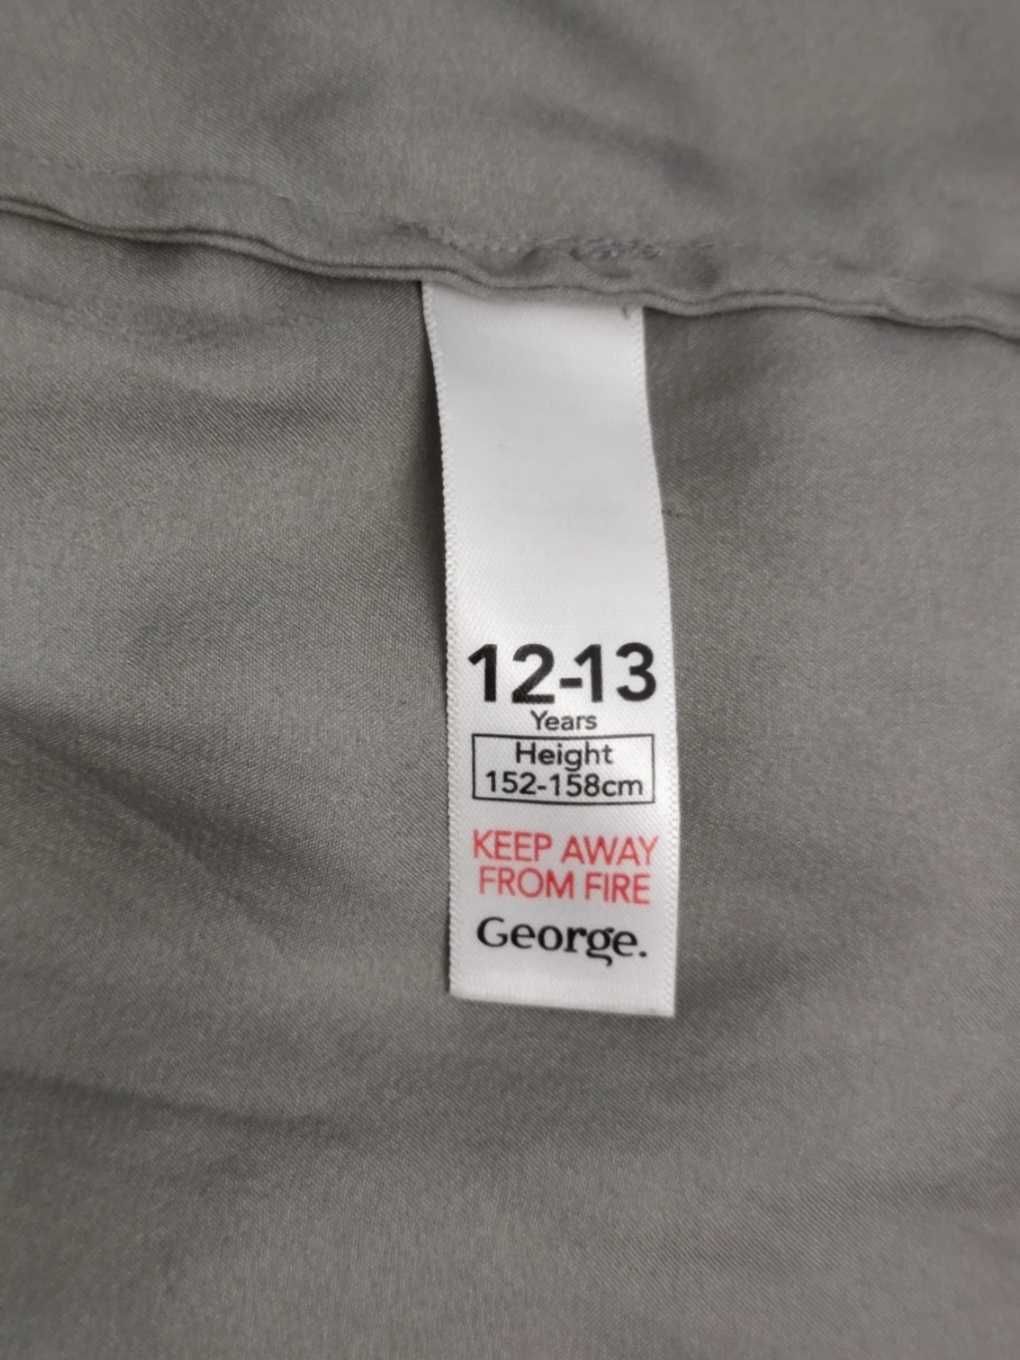 12-13
Years
Height
152-158cm
KEEP AWAY
FROM FIRE
George.